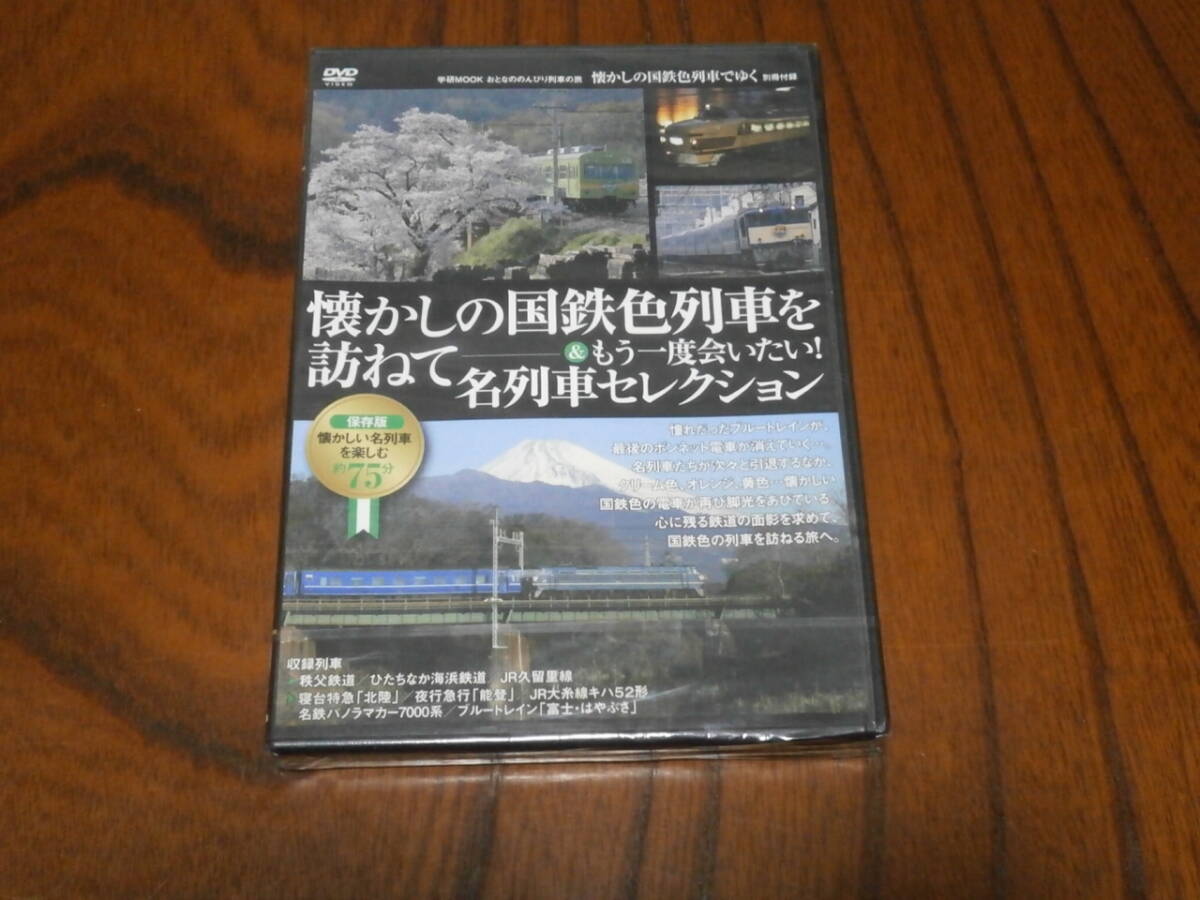 DVD
VIDEO
学研MOOK おとなののんびり列車の旅 懐かしの国鉄色列車でゆく 別冊付録
懐かしの国鉄色列車を
訪ねて
&もう一度会いたい!
名列車セレクション
保存版
懐かしい名列車
を楽しむ
約75分
憧れだったブルートレインが、
最後のボンネット電車が消えていく…。
名列車たちが次々と引退するなか、
クリーム色、オレンジ、黄色…懐かしい
国鉄色の電車が再び脚光をあびている。
心に残る鉄道の面影を求めて、
国鉄色の列車を訪ねる旅へ。
収録列車
秩父鉄道/ひたちなか海浜鉄道 JR久留里線
寝台特急「北陸」/夜行急行「能登」 JR大糸線キハ52形
名鉄パノラマカー7000系/ブルートレイン「富士・はやぶさ」